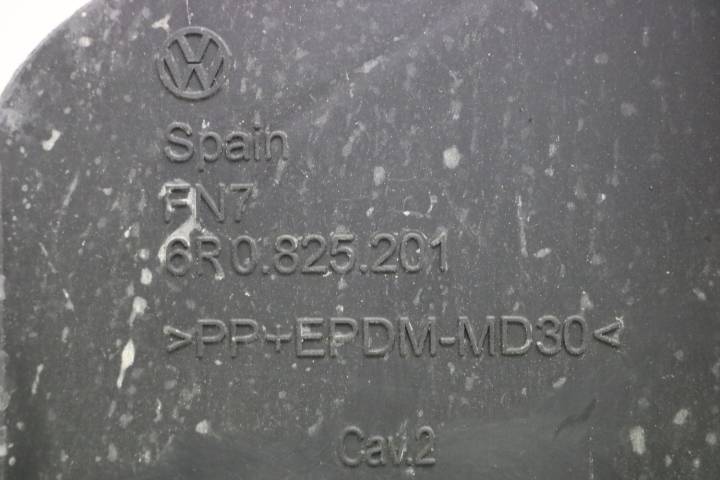 VW
Spain
FN7
6R0.825.201
>PP+EPDM-MD30<
Cav.2